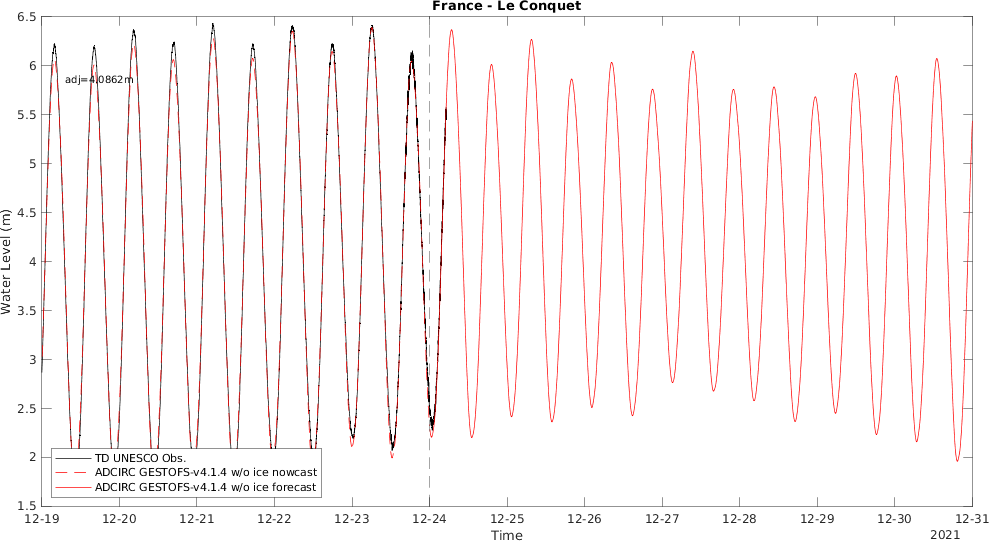 France - Le Conquet
6.5
6
5.5
5
4.5
4
3.5
3
2.5
2
1.5
Water Level (m)
adj=4.0862m
TD UNESCO Obs.
ADCIRC GESTOFS-v4.1.4 w/o ice nowcast
ADCIRC GESTOFS-v4.1.4 w/o ice forecast
12-19 12-20 12-21 12-22 12-23 12-24 12-25 12-26 12-27 12-28 12-29 12-30 12-31
Time
2021